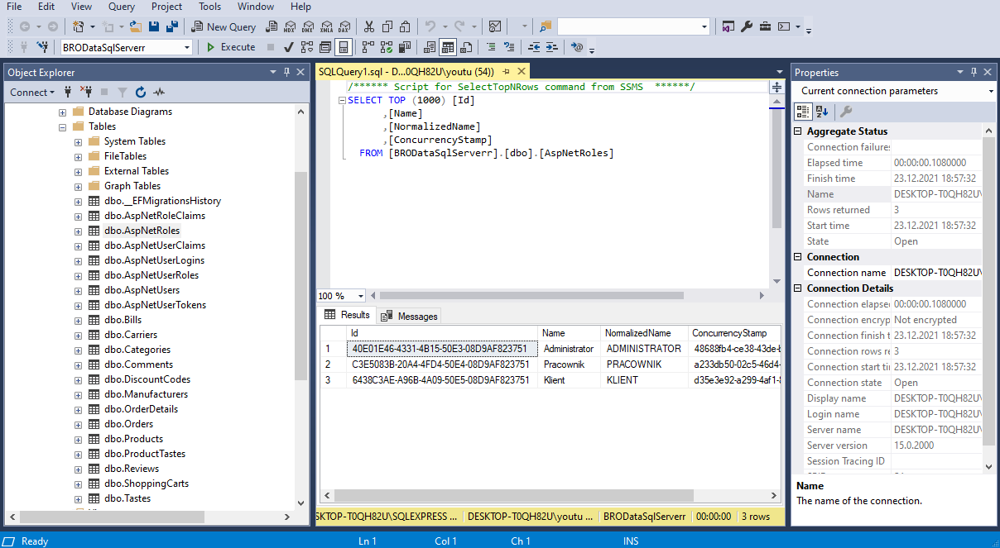 File Edit View Query Project Tools Window Help
New Query
MDX DMX XMLA DAX
BRODataSqlServerr Execute
Object Explorer
Connect
Database Diagrams
Tables
System Tables
FileTables
External Tables
Graph Tables
dbo.__EFMigrationsHistory
dbo.AspNetRoleClaims
dbo.AspNetRoles
dbo.AspNetUserClaims
dbo.AspNetUserLogins
dbo.AspNetUserRoles
dbo.AspNetUsers
dbo.AspNetUserTokens
dbo.Bills
dbo.Carriers
dbo.Categories
dbo.Comments
dbo.DiscountCodes
dbo.Manufacturers
dbo.OrderDetails
dbo.Orders
dbo.Products
dbo.ProductTastes
dbo.Reviews
dbo.ShoppingCarts
dbo.Tastes
SQLQuery1.sql - D...0QH82U\youtu (54))
/****** Script for SelectTopNRows command from SSMS ******/
SELECT TOP (1000) [Id]
,[Name]
,[NormalizedName]
,[ConcurrencyStamp]
FROM [BRODataSqlServerr].[dbo].[AspNetRoles]
100 %
Results Messages
Id Name NormalizedName ConcurrencyStamp
1 40E01E46-4331-4B15-50E3-08D9AF823751 Administrator ADMINISTRATOR 48688fb4-ce38-43de-b
2 C3E5083B-20A4-4FD4-50E4-08D9AF823751 Pracownik PRACOWNIK a233db50-02c5-46d4-
3 6438C3AE-A96B-4A09-50E5-08D9AF823751 Klient KLIENT d35e3e92-a299-4af1-8
SKTOP-T0QH82U\SQLEXPRESS ... DESKTOP-T0QH82U\youtu ... BRODataSqlServerr 00:00:00 3 rows
Properties
Current connection parameters
Aggregate Status
Connection failures
Elapsed time 00:00:00.1080000
Finish time 23.12.2021 18:57:32
Name DESKTOP-T0QH82U\
Rows returned 3
Start time 23.12.2021 18:57:32
State Open
Connection
Connection name DESKTOP-T0QH82U\
Connection Details
Connection elapsed 00:00:00.1080000
Connection encryp Not encrypted
Connection finish t 23.12.2021 18:57:32
Connection rows re 3
Connection start tin 23.12.2021 18:57:32
Connection state Open
Display name DESKTOP-T0QH82U\
Login name DESKTOP-T0QH82U\
Server name DESKTOP-T0QH82U\
Server version 15.0.2000
Session Tracing ID
Name
The name of the connection.
Ready Ln 1 Col 1 Ch 1 INS